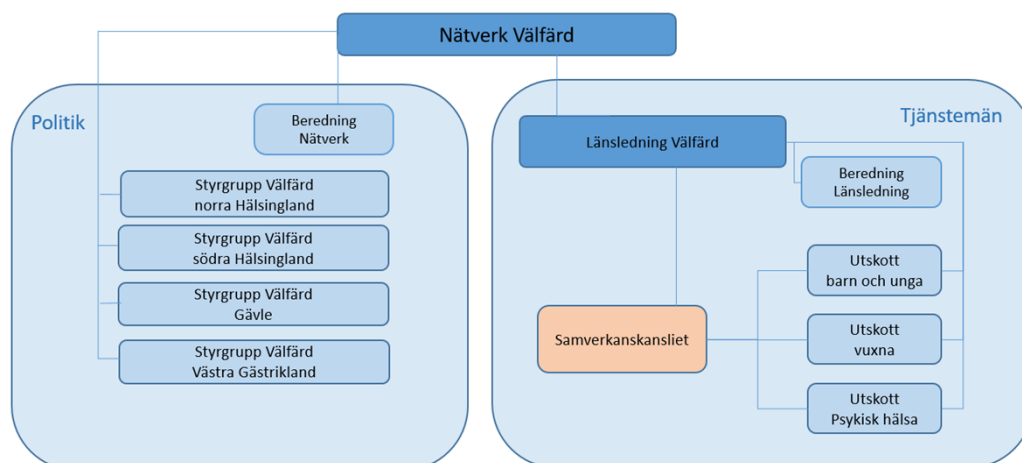 Nätverk Välfärd
Politik
Beredning
Nätverk
Styrgrupp Välfärd
norra Hälsingland
Styrgrupp Välfärd
södra Hälsingland
Styrgrupp Välfärd
Gävle
Styrgrupp Välfärd
Västra Gästrikland
Tjänstemän
Länsledning Välfärd
Beredning
Länsledning
Samverkanskansliet
Utskott
barn och unga
Utskott
vuxna
Utskott
Psykisk hälsa